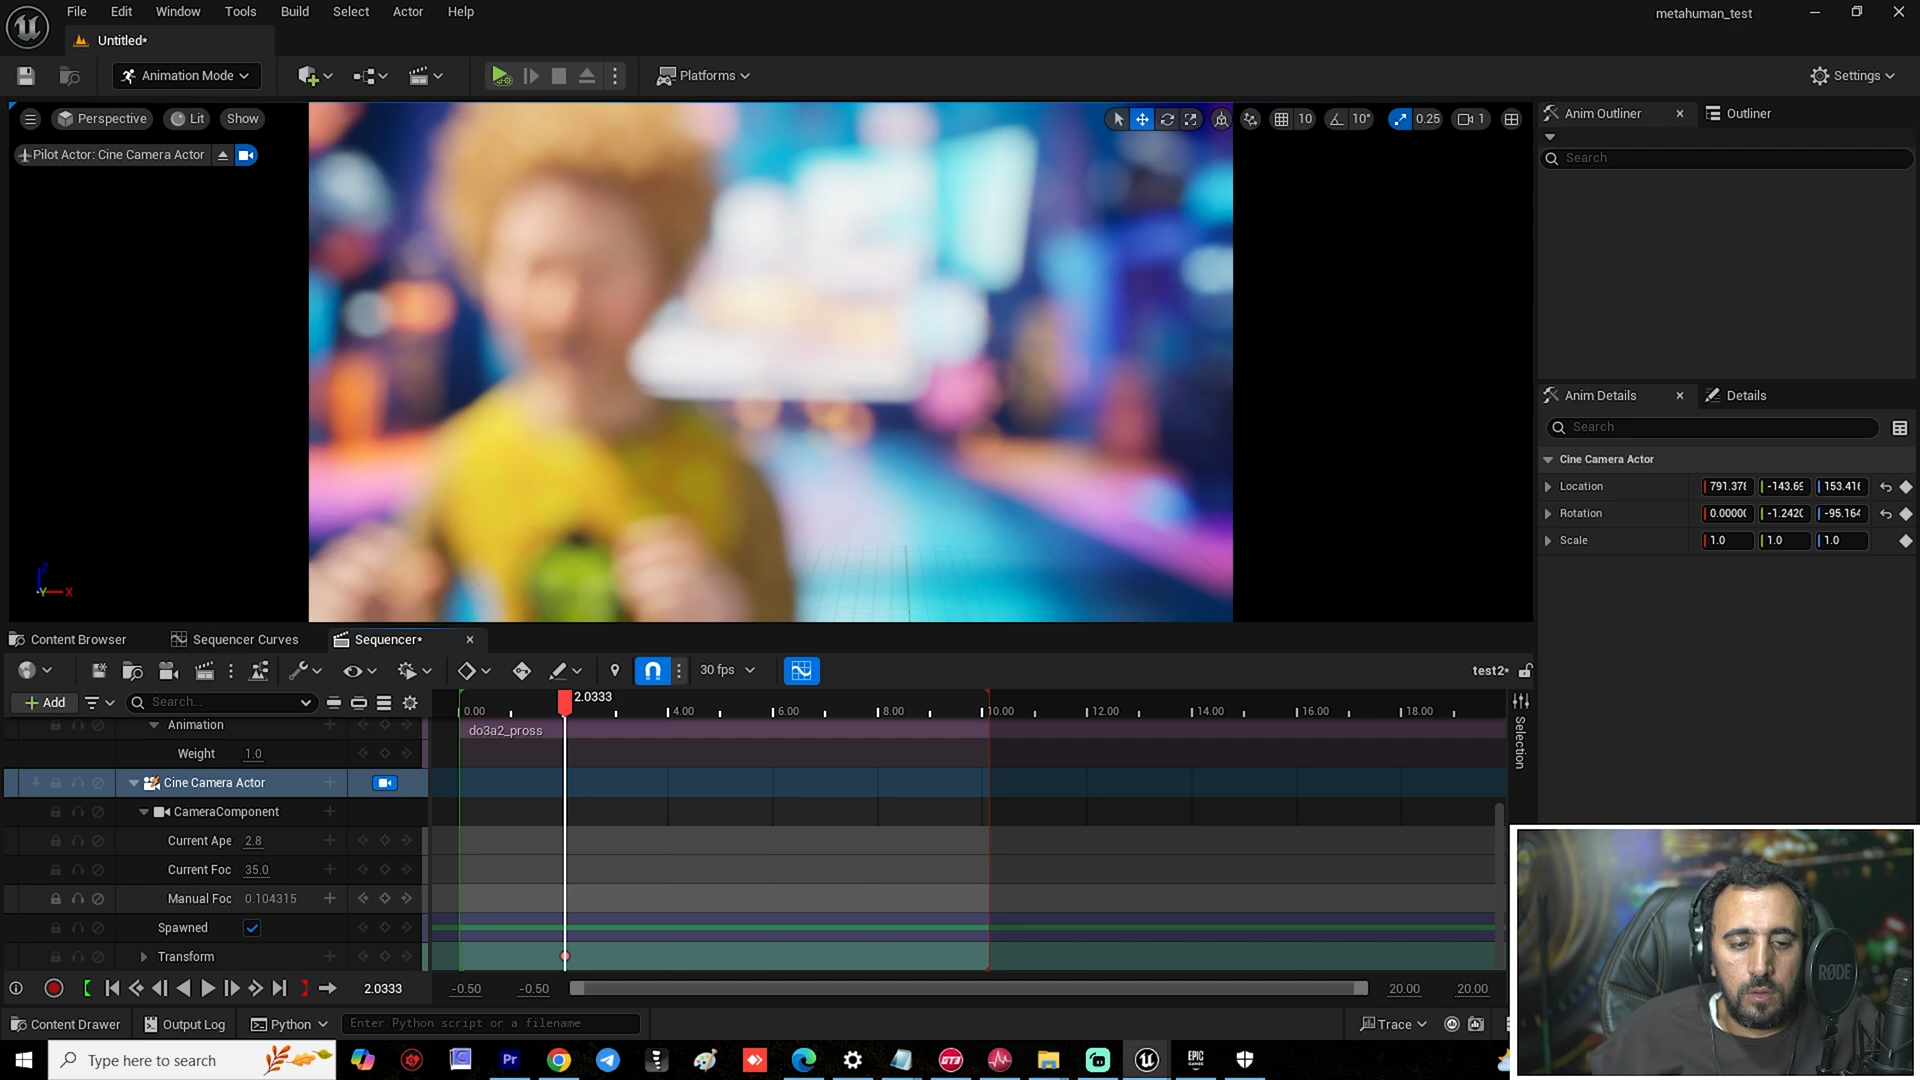 File Edit Window Tools Build Select Actor Help
metahuman_test
Untitled*
Animation Mode
Platforms
Settings
Perspective Lit Show
10 10° 0.25 1
Pilot Actor: Cine Camera Actor
Anim Outliner
Outliner
Search
Anim Details
Details
Search
Cine Camera Actor
Location 791.378 -143.69 153.416
Rotation 0.0000 -1.2420 -95.164
Scale 1.0 1.0 1.0
Z
Y X
Content Browser Sequencer Curves Sequencer*
30 fps
test2*
Add
Search...
2.0333
0.00 4.00 6.00 8.00 10.00 12.00 14.00 16.00 18.00
Selection
Animation
do3a2_pross
Weight 1.0
Cine Camera Actor
CameraComponent
Current Ape 2.8
Current Foc 35.0
Manual Foc 0.104315
Spawned
Transform
2.0333
-0.50 -0.50 20.00 20.00
Content Drawer Output Log Python Enter Python script or a filename
Trace
Type here to search
Pr
GT3
EPIC
GAMES
RØDE